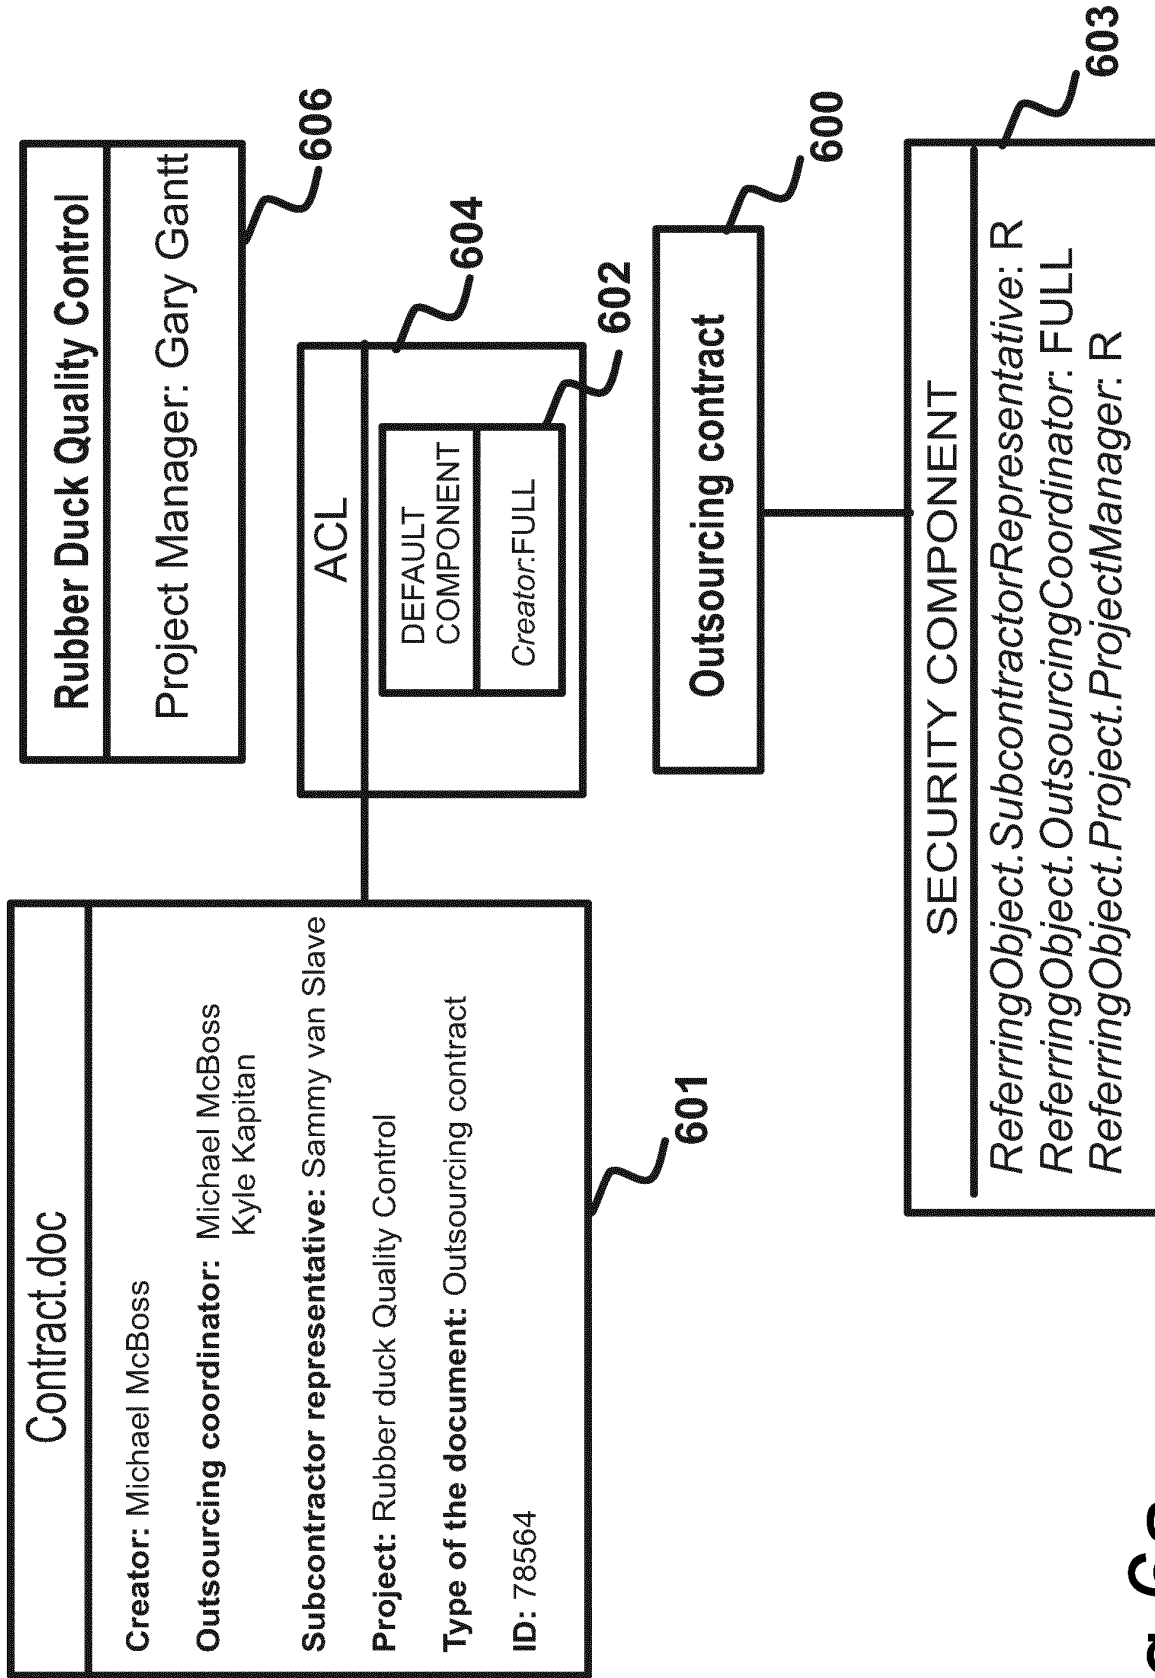 Contract.doc
Creator: Michael McBoss
Outsourcing coordinator: Michael McBoss
Kyle Kapitan
Subcontractor representative: Sammy van Slave
Project: Rubber duck Quality Control
Type of the document: Outsourcing contract
ID: 78564
601
Rubber Duck Quality Control
Project Manager: Gary Gantt
606
ACL
604
DEFAULT
COMPONENT
Creator:FULL
602
Outsourcing contract
600
SECURITY COMPONENT
ReferringObject.SubcontractorRepresentative: R
ReferringObject.OutsourcingCoordinator: FULL
ReferringObject.Project.ProjectManager: R
603